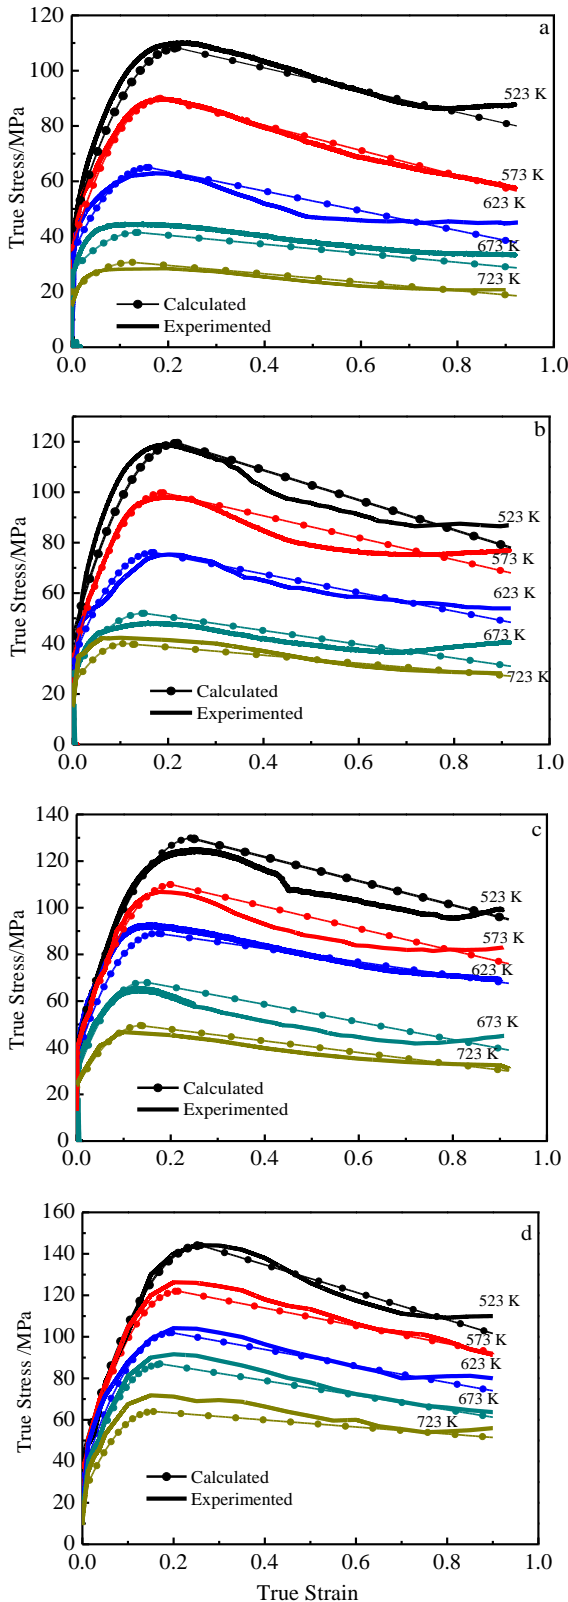 a
120
100
80
60
40
20
0
True Stress/MPa
523 K
573 K
623 K
673 K
723 K
Calculated
Experimented
0.0 0.2 0.4 0.6 0.8 1.0
b
120
100
80
60
40
20
0
True Stress/MPa
523 K
573 K
623 K
673 K
723 K
Calculated
Experimented
0.0 0.2 0.4 0.6 0.8 1.0
c
140
120
100
80
60
40
20
0
True Stress/MPa
523 K
573 K
623 K
673 K
723 K
Calculated
Experimented
0.0 0.2 0.4 0.6 0.8 1.0
d
160
140
120
100
80
60
40
20
0
True Stress /MPa
523 K
573 K
623 K
673 K
723 K
Calculated
Experimented
0.0 0.2 0.4 0.6 0.8 1.0
True Strain